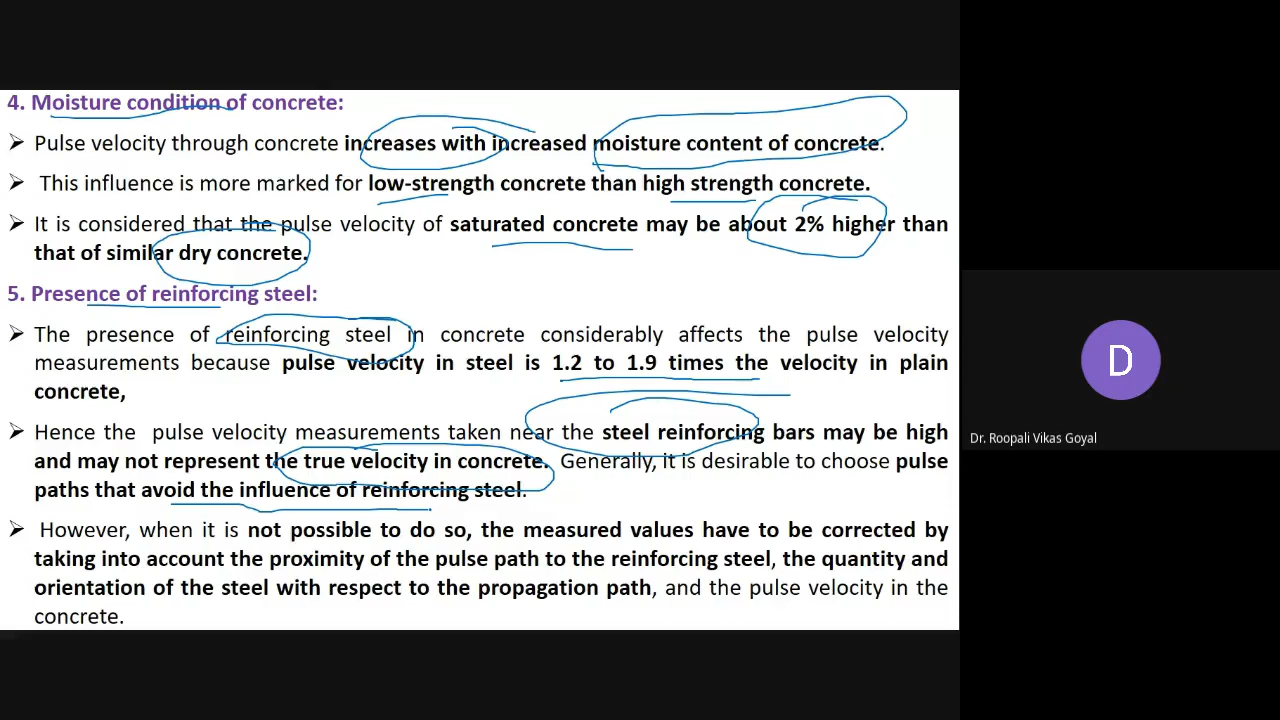 4. Moisture condition of concrete:
➢ Pulse velocity through concrete increases with increased moisture content of concrete.
➢ This influence is more marked for low-strength concrete than high strength concrete.
➢ It is considered that the pulse velocity of saturated concrete may be about 2% higher than
that of similar dry concrete.
5. Presence of reinforcing steel:
➢ The presence of reinforcing steel in concrete considerably affects the pulse velocity
measurements because pulse velocity in steel is 1.2 to 1.9 times the velocity in plain
concrete,
➢ Hence the pulse velocity measurements taken near the steel reinforcing bars may be high
and may not represent the true velocity in concrete. Generally, it is desirable to choose pulse
paths that avoid the influence of reinforcing steel.
➢ However, when it is not possible to do so, the measured values have to be corrected by
taking into account the proximity of the pulse path to the reinforcing steel, the quantity and
orientation of the steel with respect to the propagation path, and the pulse velocity in the
concrete.
D
Dr. Roopali Vikas Goyal